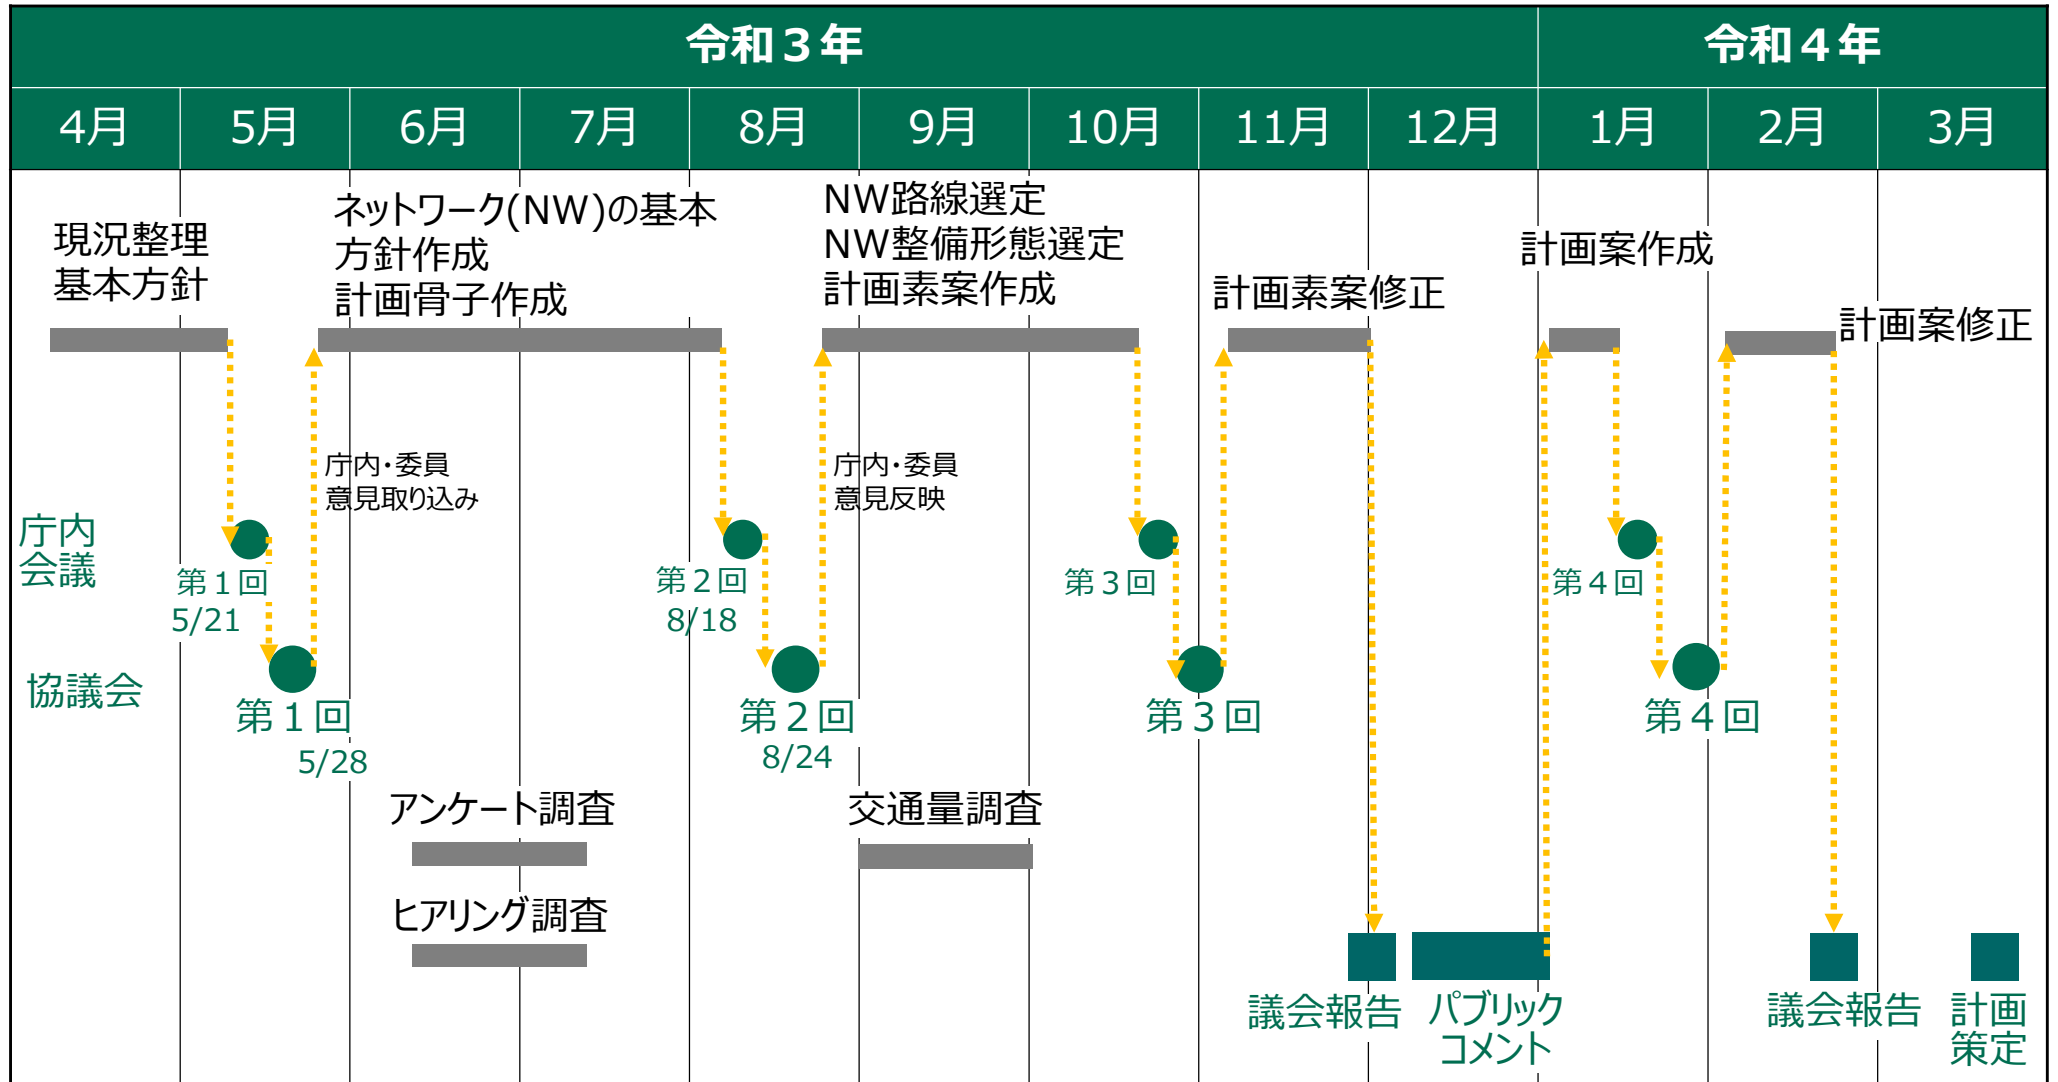 令和３年
令和４年
4月
5月
6月
7月
8月
9月
10月
11月
12月
1月
2月
3月
現況整理
基本方針
ネットワーク(NW)の基本
方針作成
計画骨子作成
NW路線選定
NW整備形態選定
計画素案作成
計画素案修正
計画案作成
計画案修正
庁内・委員
意見取り込み
庁内・委員
意見反映
庁内
会議
第１回
5/21
第２回
8/18
第３回
第４回
協議会
第１回
5/28
第２回
8/24
第３回
第４回
アンケート調査
交通量調査
ヒアリング調査
議会報告
パブリック
コメント
議会報告
計画
策定